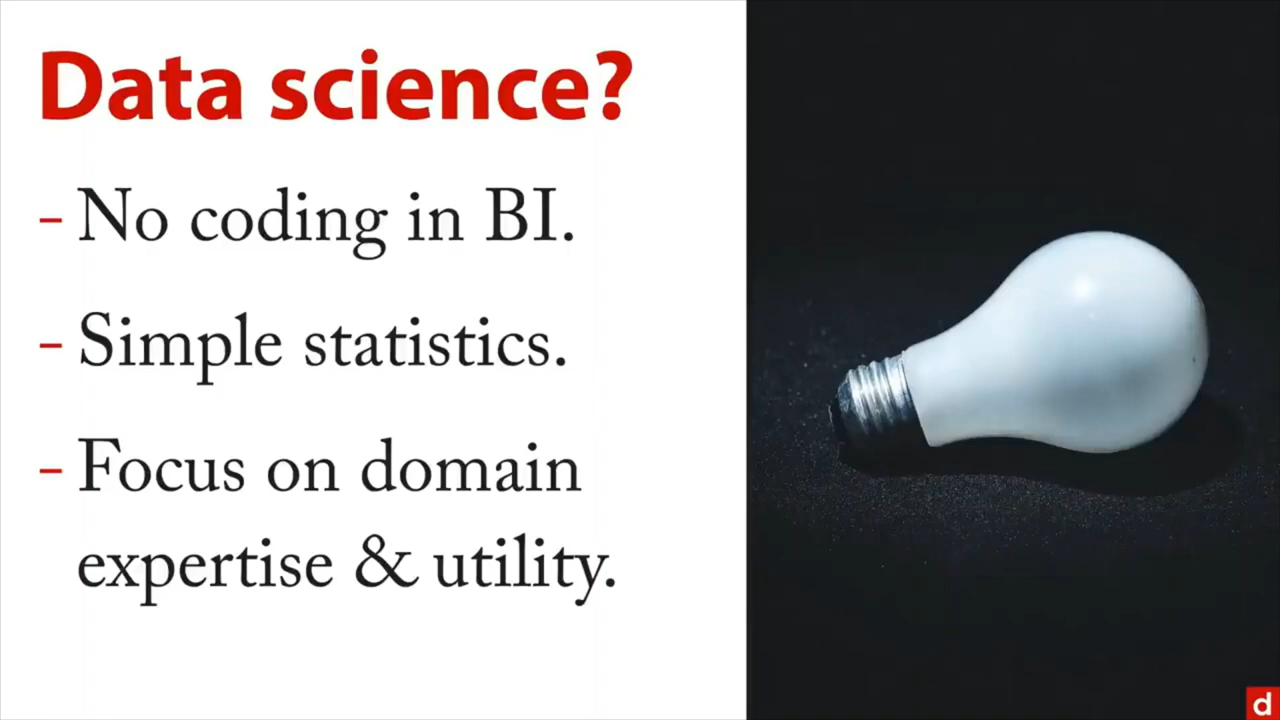 Data science?
- No coding in BI.
- Simple statistics.
- Focus on domain
expertise & utility.
d